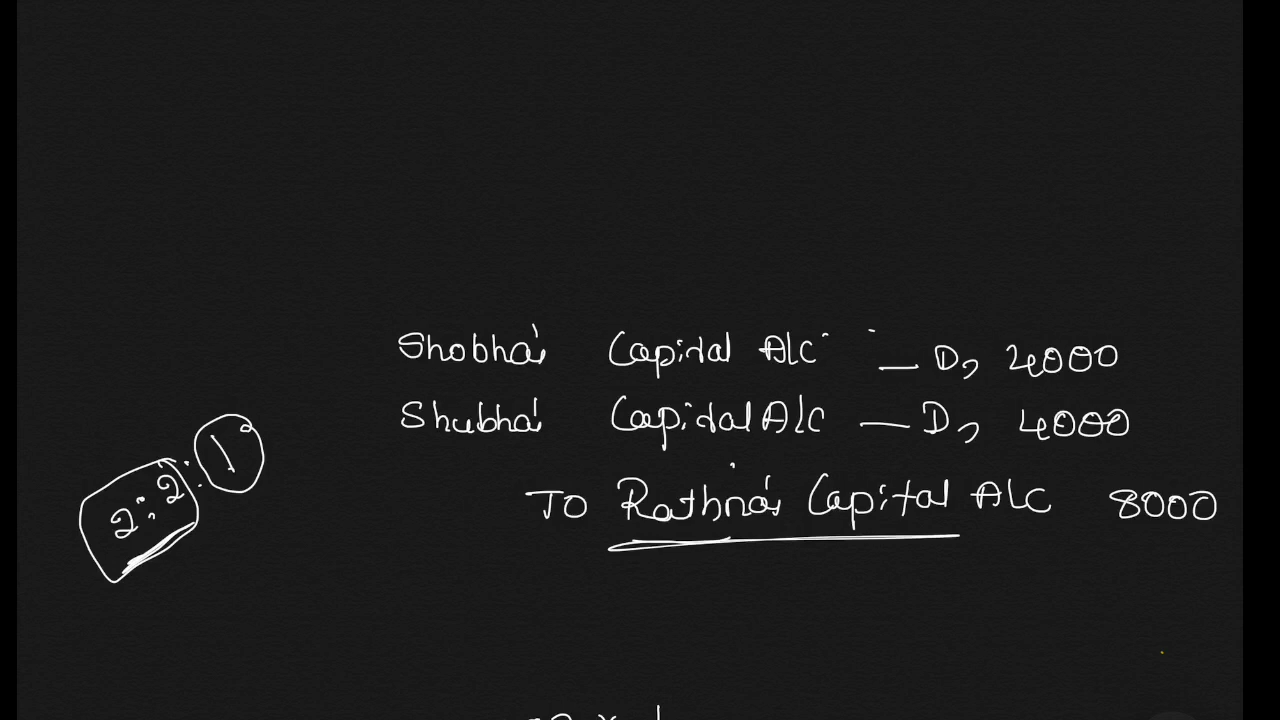 Shobha's Capital A/c — Dr 4000
Shubha's Capital A/c — Dr 4000
To Rathna's Capital A/c 8000
2:2:1